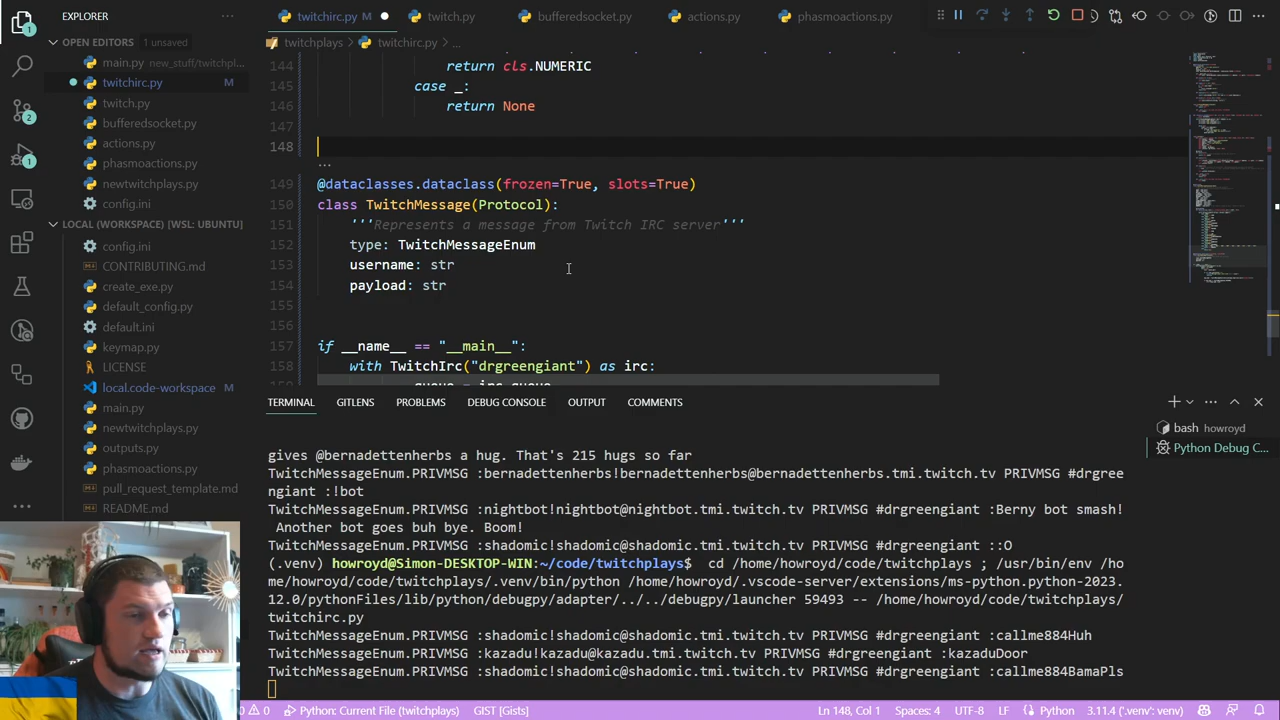 EXPLORER
OPEN EDITORS 1 unsaved
main.py new_stuff/twitchpl...
twitchirc.py M
twitch.py
bufferedsocket.py
actions.py
phasmoactions.py
newtwitchplays.py
config.ini
LOCAL (WORKSPACE) [WSL: UBUNTU]
config.ini
CONTRIBUTING.md
create_exe.py
default_config.py
default.ini
keymap.py
LICENSE
local.code-workspace M
main.py
newtwitchplays.py
outputs.py
phasmoactions.py
pull_request_template.md
README.md
twitchirc.py M
twitch.py
bufferedsocket.py
actions.py
phasmoactions.py
twitchplays > twitchirc.py > ...
144 return cls.NUMERIC
145 case _:
146 return None
147
148
149 @dataclasses.dataclass(frozen=True, slots=True)
150 class TwitchMessage(Protocol):
151 '''Represents a message from Twitch IRC server'''
152 type: TwitchMessageEnum
153 username: str
154 payload: str
155
156
157 if __name__ == "__main__":
158 with TwitchIrc("drgreengiant") as irc:
TERMINAL GITLENS PROBLEMS DEBUG CONSOLE OUTPUT COMMENTS
bash howroyd
Python Debug C...
gives @bernadettenherbs a hug. That's 215 hugs so far
TwitchMessageEnum.PRIVMSG :bernadettenherbs!bernadettenherbs@bernadettenherbs.tmi.twitch.tv PRIVMSG #drgre
engiant :!bot
TwitchMessageEnum.PRIVMSG :nightbot!nightbot@nightbot.tmi.twitch.tv PRIVMSG #drgreengiant :Berny bot smash!
Another bot goes buh bye. Boom!
TwitchMessageEnum.PRIVMSG :shadomic!shadomic@shadomic.tmi.twitch.tv PRIVMSG #drgreengiant ::O
(.venv) howroyd@Simon-DESKTOP-WIN:~/code/twitchplays$ cd /home/howroyd/code/twitchplays ; /usr/bin/env /ho
me/howroyd/code/twitchplays/.venv/bin/python /home/howroyd/.vscode-server/extensions/ms-python.python-2023.
12.0/pythonFiles/lib/python/debugpy/adapter/../../debugpy/launcher 59493 -- /home/howroyd/code/twitchplays/
twitchirc.py
TwitchMessageEnum.PRIVMSG :shadomic!shadomic@shadomic.tmi.twitch.tv PRIVMSG #drgreengiant :callme884Huh
TwitchMessageEnum.PRIVMSG :kazadu!kazadu@kazadu.tmi.twitch.tv PRIVMSG #drgreengiant :kazaduDoor
TwitchMessageEnum.PRIVMSG :shadomic!shadomic@shadomic.tmi.twitch.tv PRIVMSG #drgreengiant :callme884BamaPls
0 Python: Current File (twitchplays) GIST [Gists] Ln 148, Col 1 Spaces: 4 UTF-8 LF Python 3.11.4 ('.venv': venv)